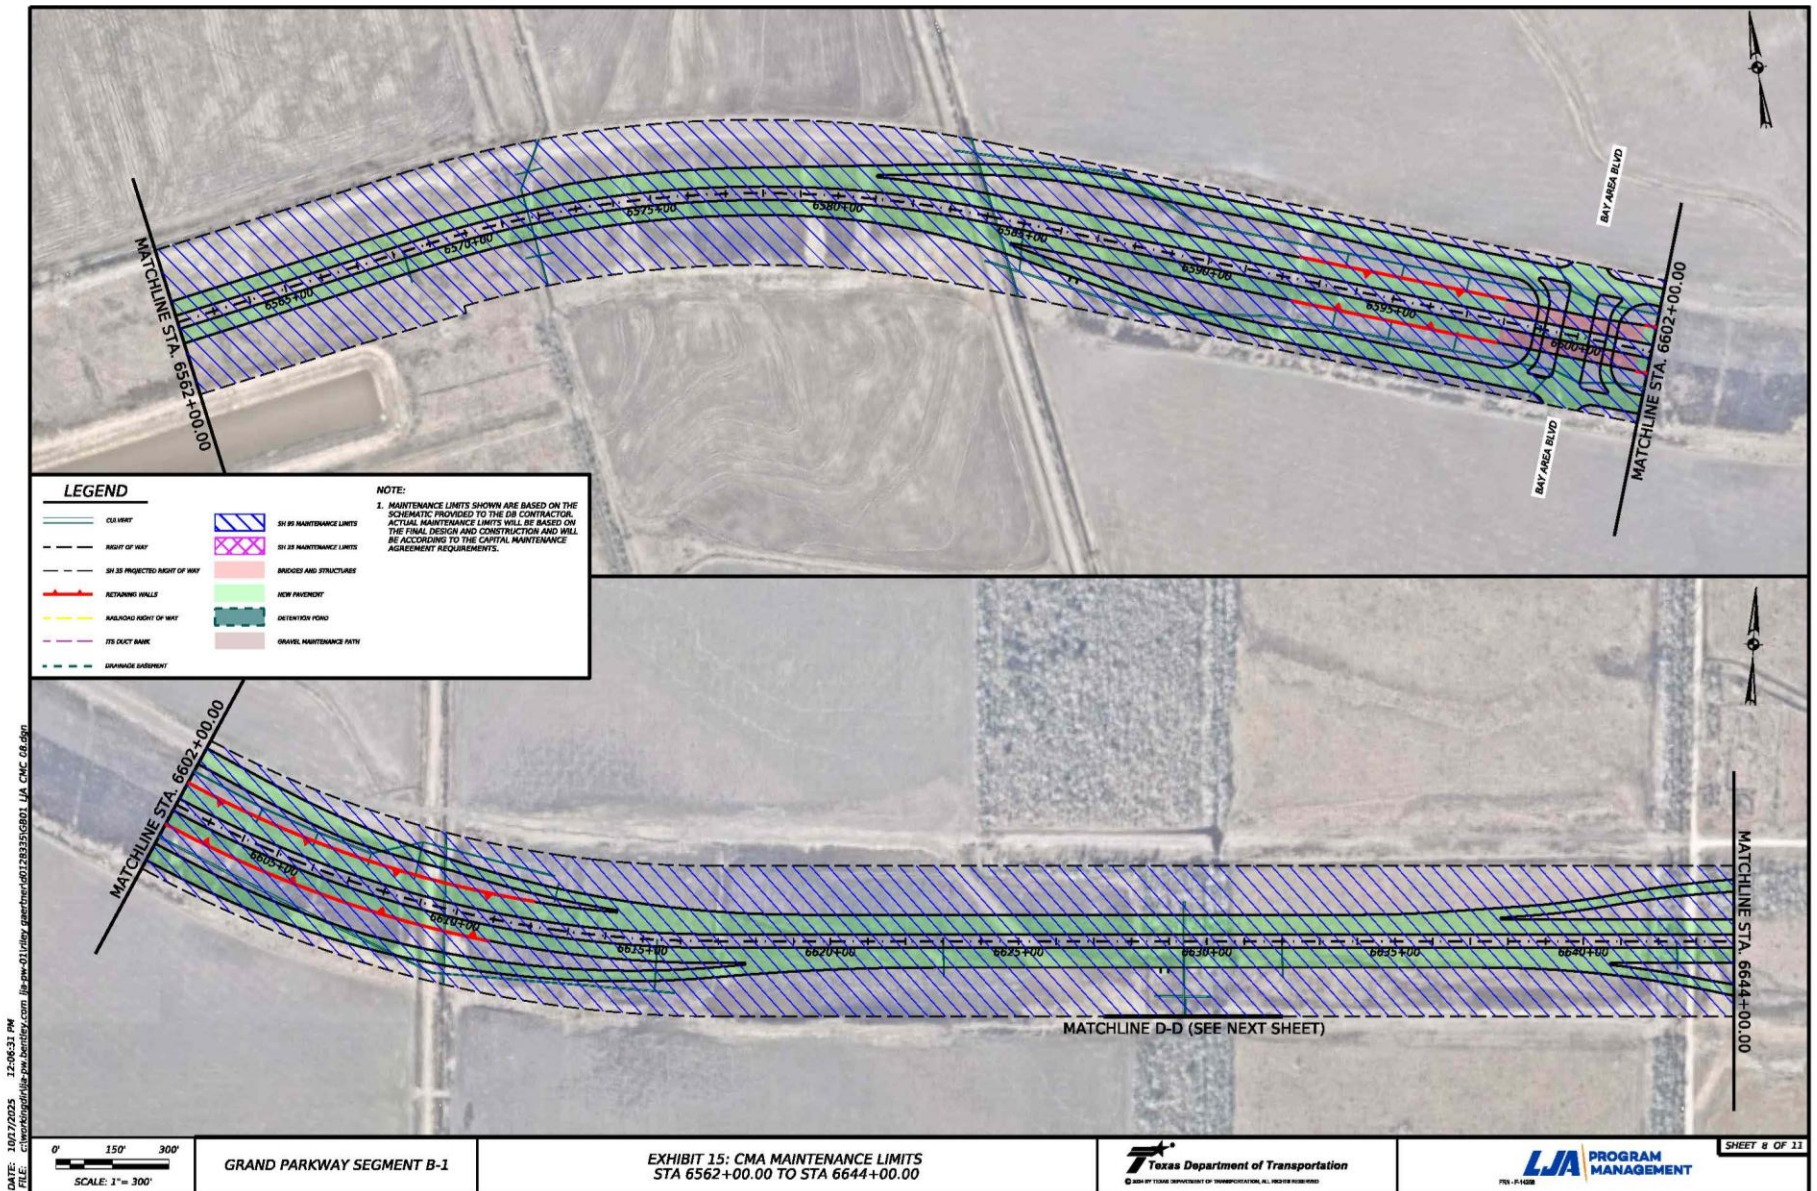 BAY AREA BLVD
MATCHLINE STA. 6562+00.00
6565+00
6570+00
6575+00
6580+00
6585+00
6590+00
6595+00
6600+00
MATCHLINE STA. 6602+00.00
BAY AREA BLVD
LEGEND
CULVERT
RIGHT OF WAY
SH 35 PROJECTED RIGHT OF WAY
RETAINING WALLS
RAILROAD RIGHT OF WAY
ITS DUCT BANK
DRAINAGE EASEMENT
SH 99 MAINTENANCE LIMITS
SH 35 MAINTENANCE LIMITS
BRIDGES AND STRUCTURES
NEW PAVEMENT
DETENTION POND
GRAVEL MAINTENANCE PATH
NOTE:
1. MAINTENANCE LIMITS SHOWN ARE BASED ON THE
SCHEMATIC PROVIDED TO THE DB CONTRACTOR.
ACTUAL MAINTENANCE LIMITS WILL BE BASED ON
THE FINAL DESIGN AND CONSTRUCTION AND WILL
BE ACCORDING TO THE CAPITAL MAINTENANCE
AGREEMENT REQUIREMENTS.
MATCHLINE STA. 6602+00.00
6605+00
6610+00
6615+00
6620+00
6625+00
6630+00
6635+00
6640+00
MATCHLINE STA. 6644+00.00
MATCHLINE D-D (SEE NEXT SHEET)
DATE: 10/17/2025 12:06:31 PM
FILE:
0' 150' 300'
SCALE: 1"= 300'
GRAND PARKWAY SEGMENT B-1
EXHIBIT 15: CMA MAINTENANCE LIMITS
STA 6562+00.00 TO STA 6644+00.00
Texas Department of Transportation
BY TEXAS DEPARTMENT OF TRANSPORTATION, ALL RIGHTS RESERVED
LJA PROGRAM
MANAGEMENT
SHEET 8 OF 11